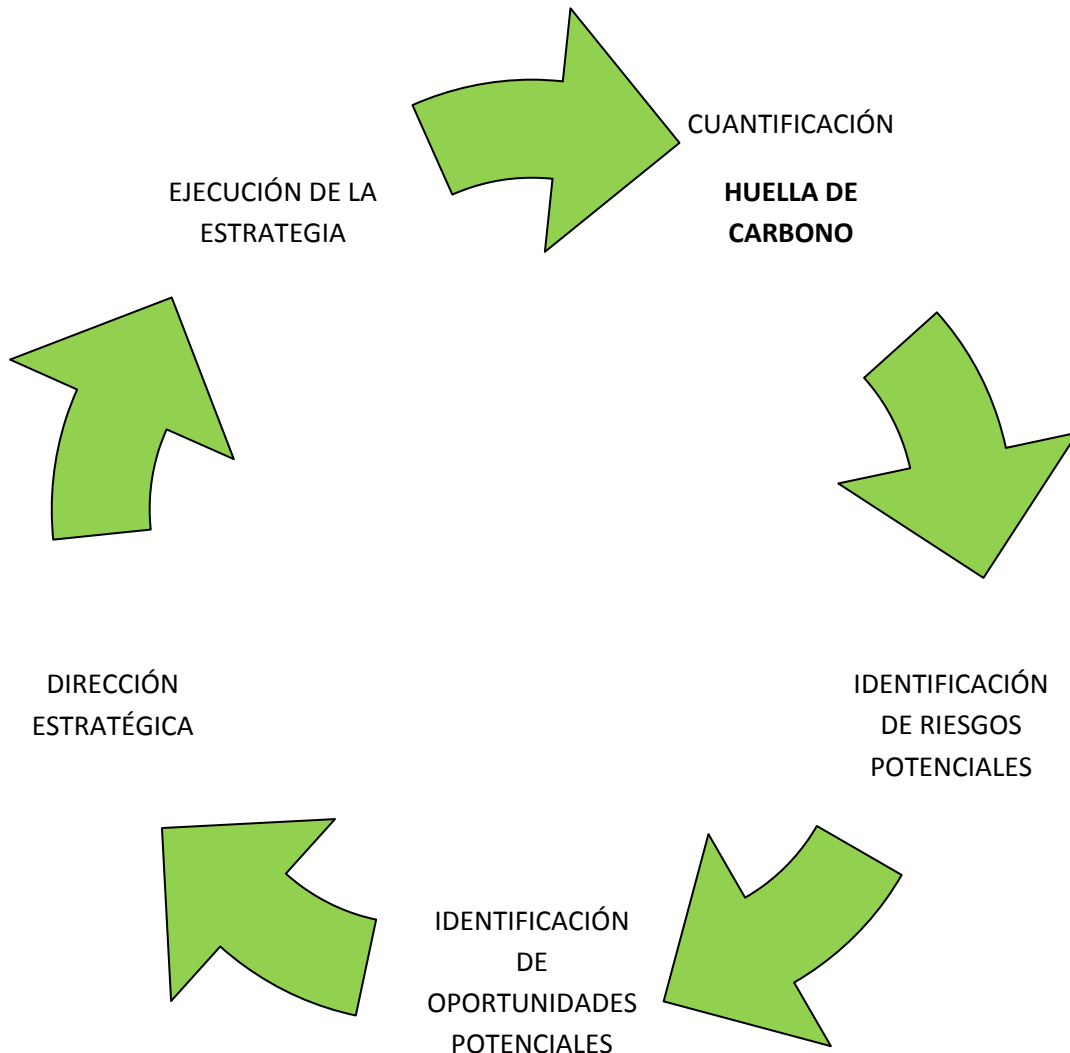 CUANTIFICACIÓN
HUELLA DE
CARBONO
IDENTIFICACIÓN
DE RIESGOS
POTENCIALES
IDENTIFICACIÓN
DE
OPORTUNIDADES
POTENCIALES
DIRECCIÓN
ESTRATÉGICA
EJECUCIÓN DE LA
ESTRATEGIA